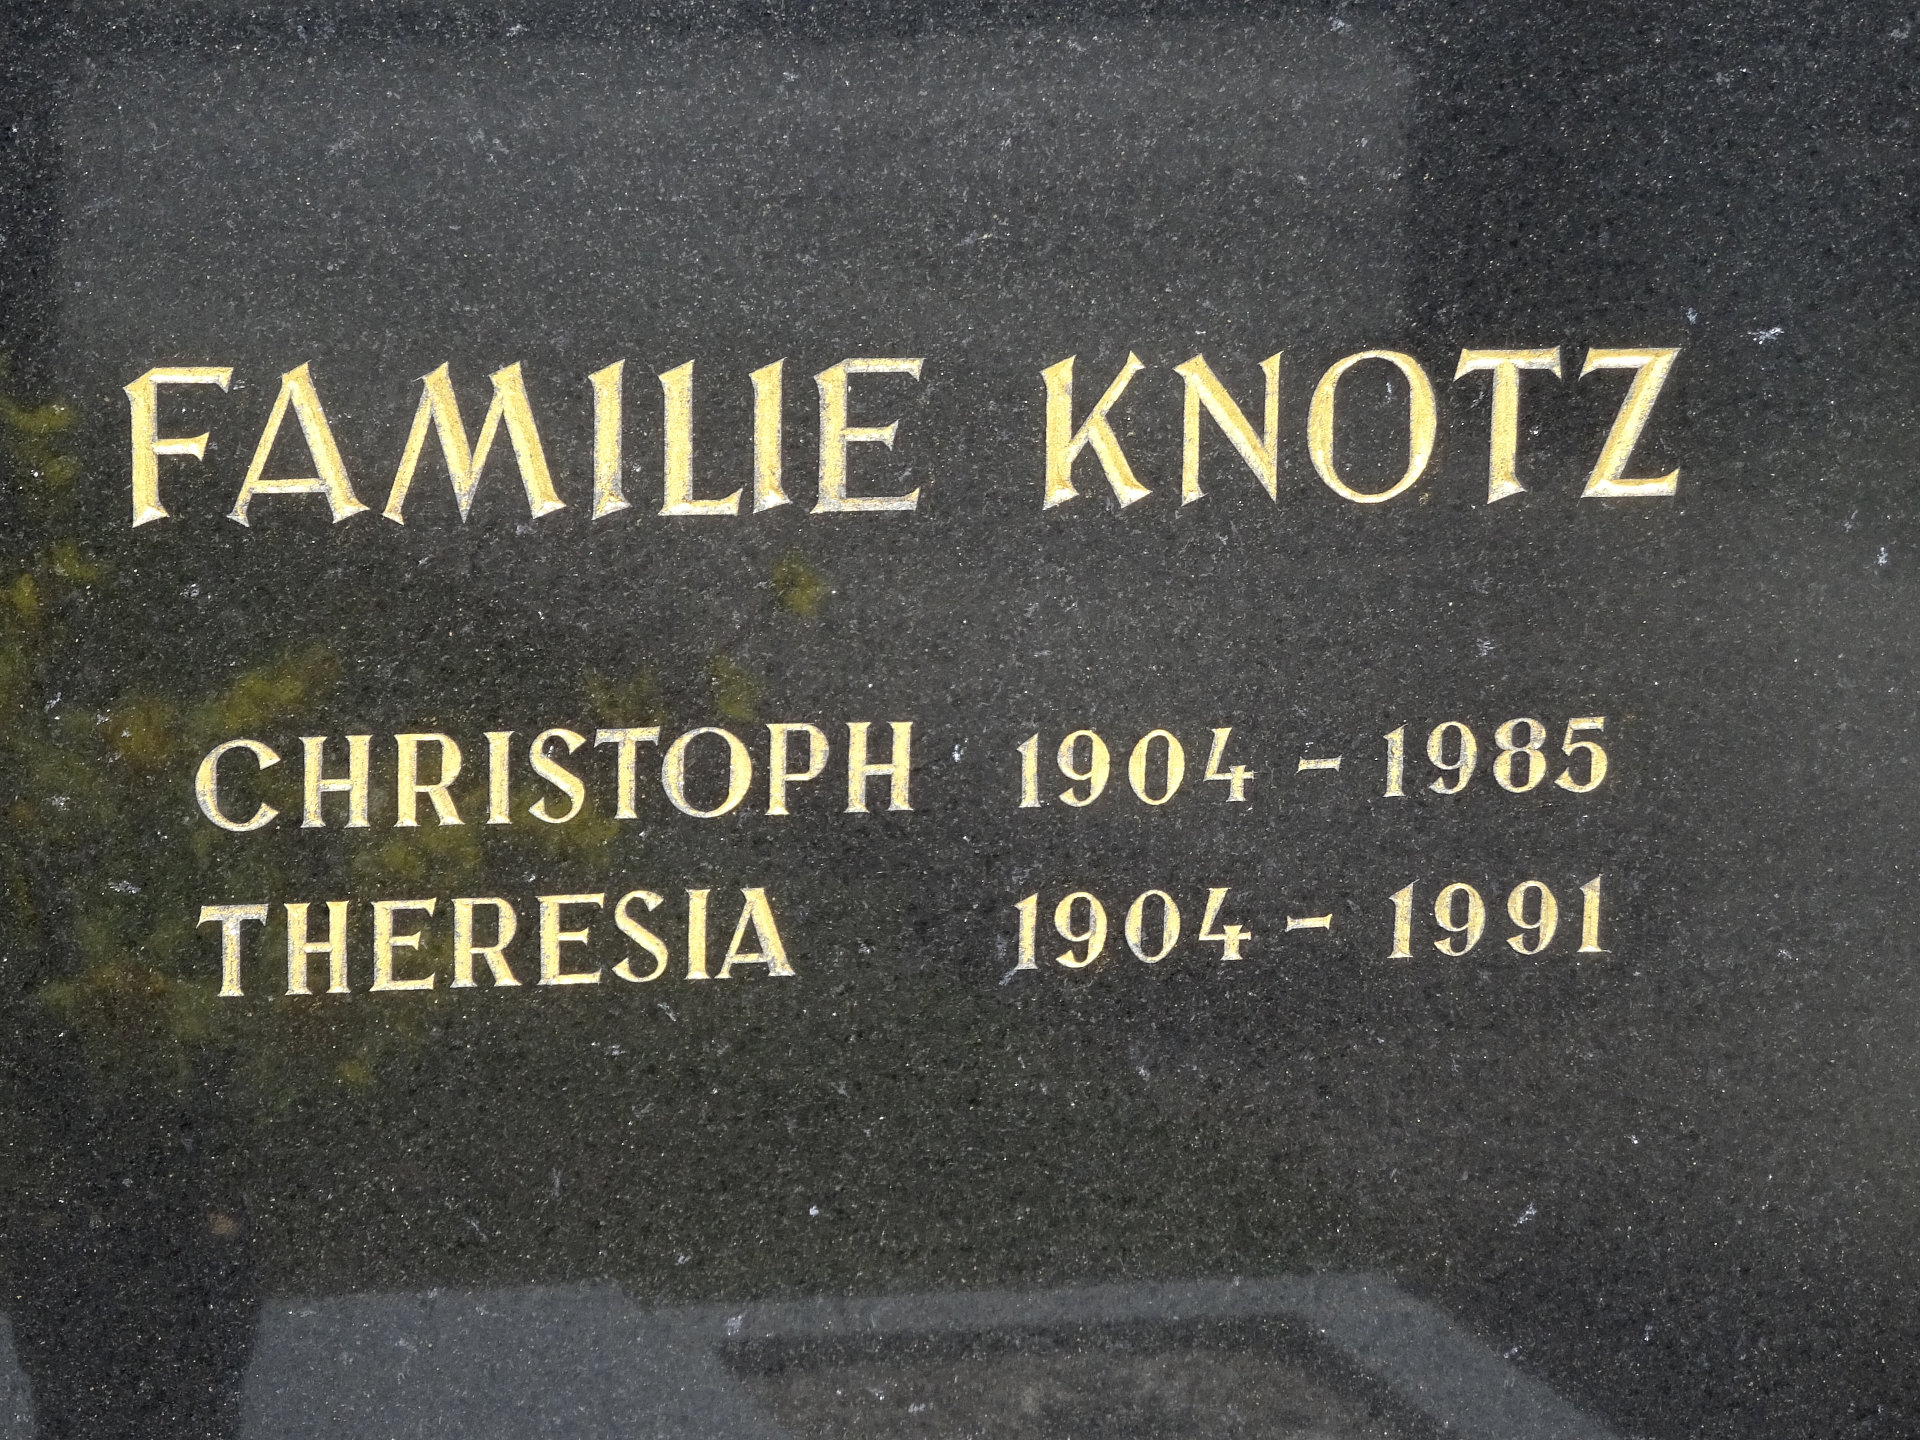 FAMILIE KNOTZ
CHRISTOPH 1904 – 1985
THERESIA 1904 – 1991